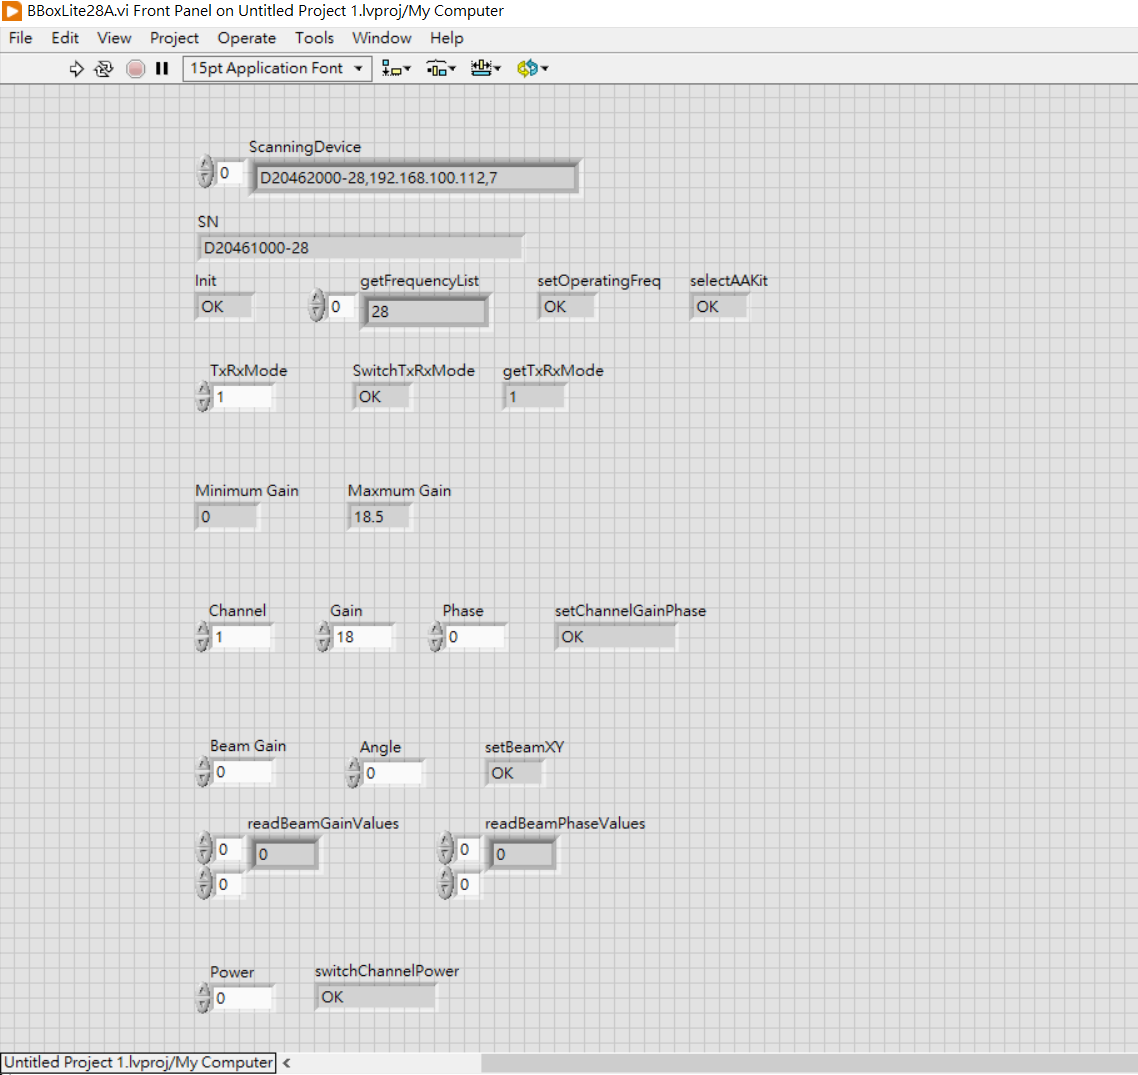 BBoxLite28A.vi Front Panel on Untitled Project 1.lvproj/My Computer
File Edit View Project Operate Tools Window Help
15pt Application Font
ScanningDevice
0 D20462000-28,192.168.100.112,7
SN
D20461000-28
Init getFrequencyList setOperatingFreq selectAAKit
OK 0 28 OK OK
TxRxMode SwitchTxRxMode getTxRxMode
1 OK 1
Minimum Gain Maxmum Gain
0 18.5
Channel Gain Phase setChannelGainPhase
1 18 0 OK
Beam Gain Angle setBeamXY
0 0 OK
readBeamGainValues readBeamPhaseValues
0 0 0 0
0 0
Power switchChannelPower
0 OK
Untitled Project 1.lvproj/My Computer <